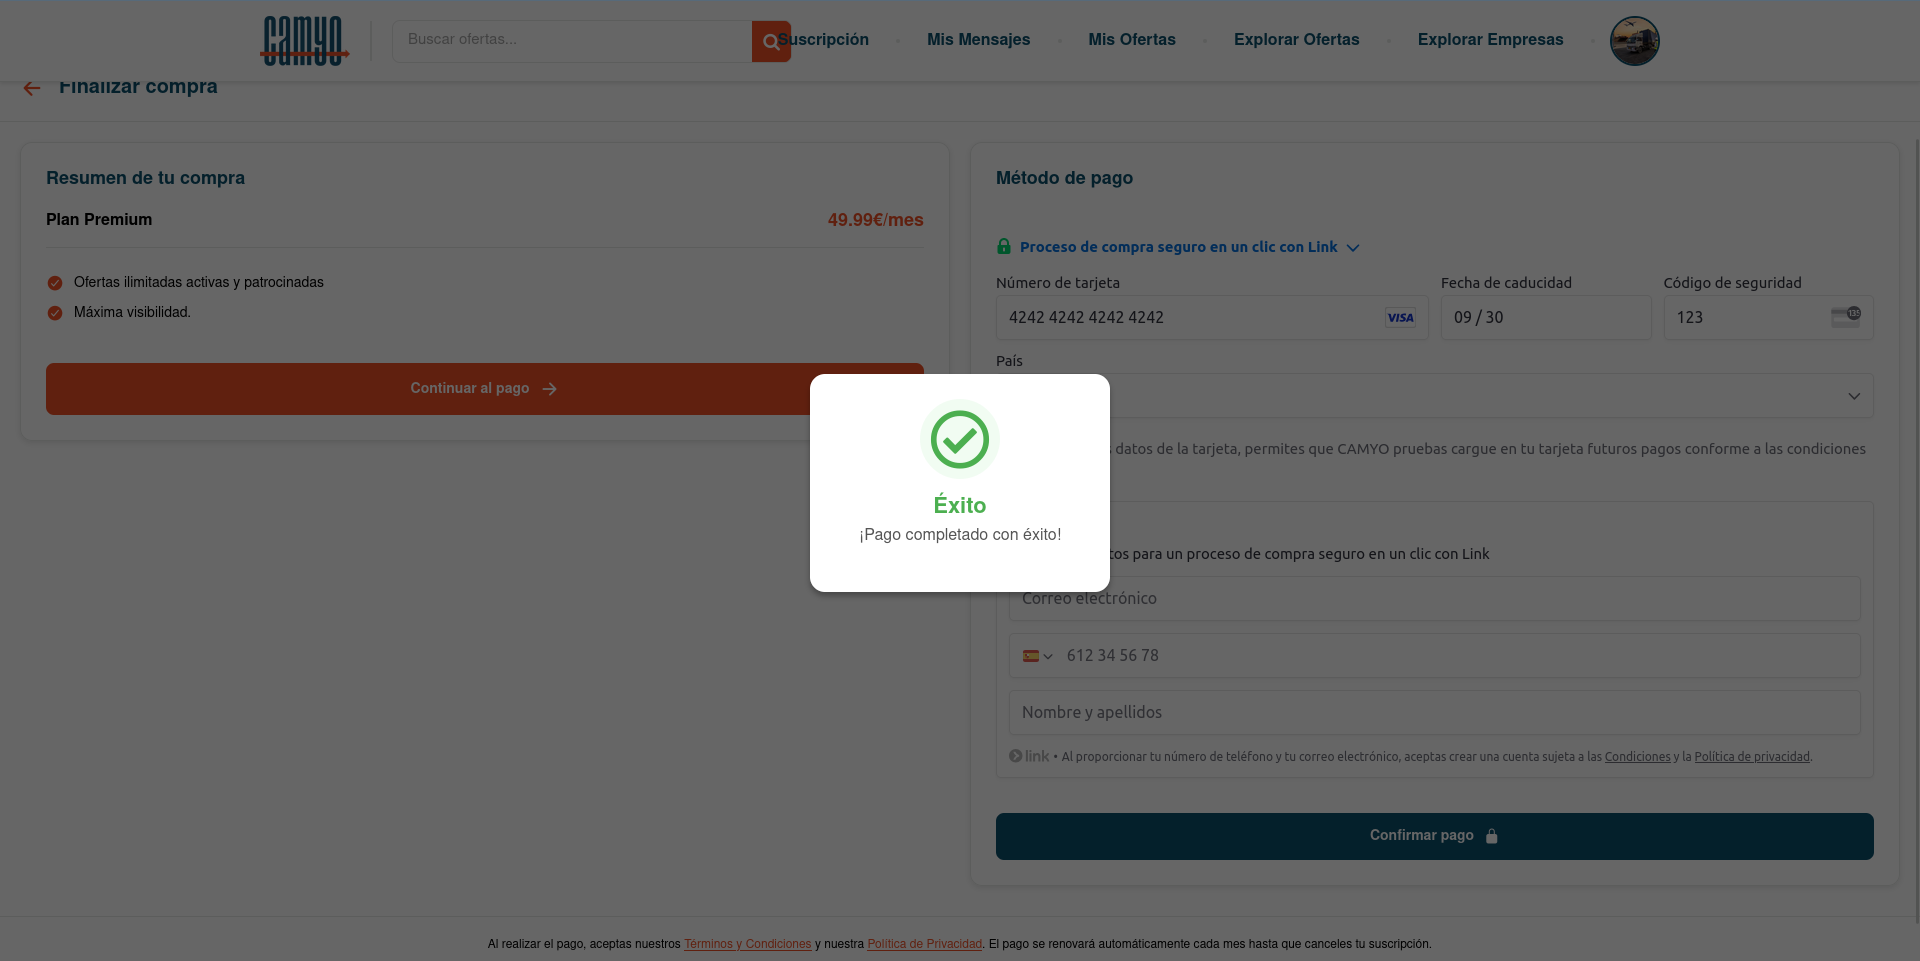 CAMYO
Buscar ofertas...
Suscripción
Mis Mensajes
Mis Ofertas
Explorar Ofertas
Explorar Empresas
Finalizar compra
Resumen de tu compra
Plan Premium
49.99€/mes
Ofertas ilimitadas activas y patrocinadas
Máxima visibilidad.
Continuar al pago
Método de pago
Proceso de compra seguro en un clic con Link
Número de tarjeta
Fecha de caducidad
Código de seguridad
4242 4242 4242 4242
VISA
09 / 30
123
135
País
datos de la tarjeta, permites que CAMYO pruebas cargue en tu tarjeta futuros pagos conforme a las condiciones
para un proceso de compra seguro en un clic con Link
Correo electrónico
612 34 56 78
Nombre y apellidos
link • Al proporcionar tu número de teléfono y tu correo electrónico, aceptas crear una cuenta sujeta a las Condiciones y la Política de privacidad.
Confirmar pago
Éxito
¡Pago completado con éxito!
Al realizar el pago, aceptas nuestros Términos y Condiciones y nuestra Política de Privacidad. El pago se renovará automáticamente cada mes hasta que canceles tu suscripción.